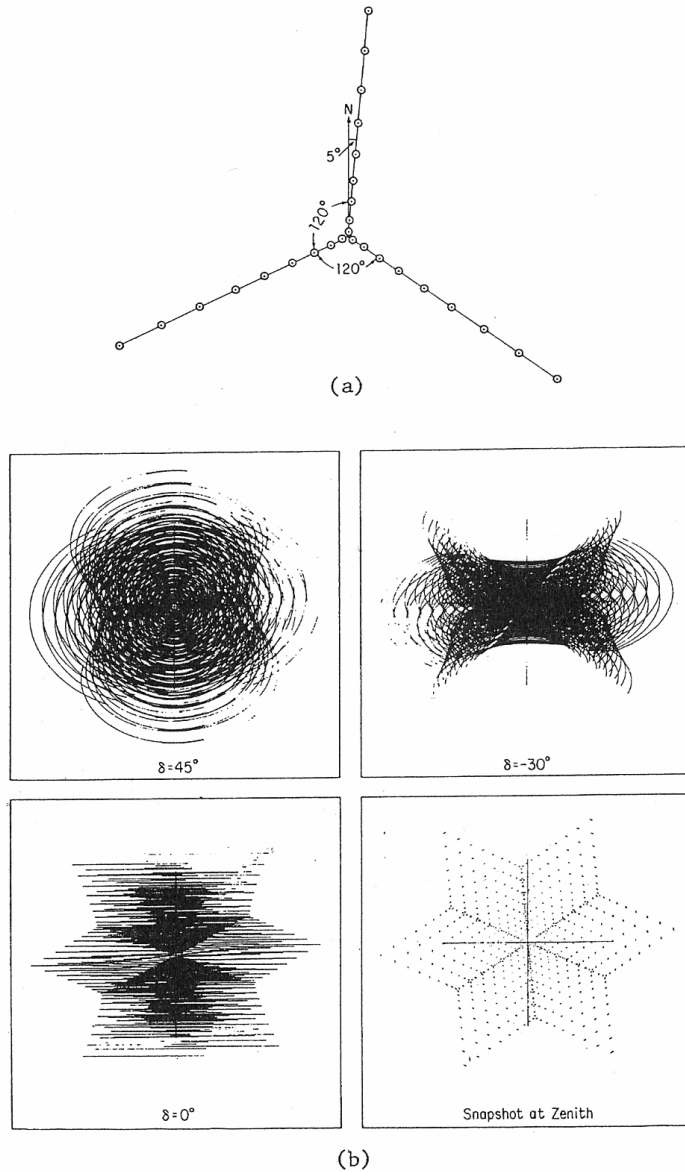 N
5°
120°
120°
(a)
δ=45°
δ=-30°
δ=0°
Snapshot at Zenith
(b)